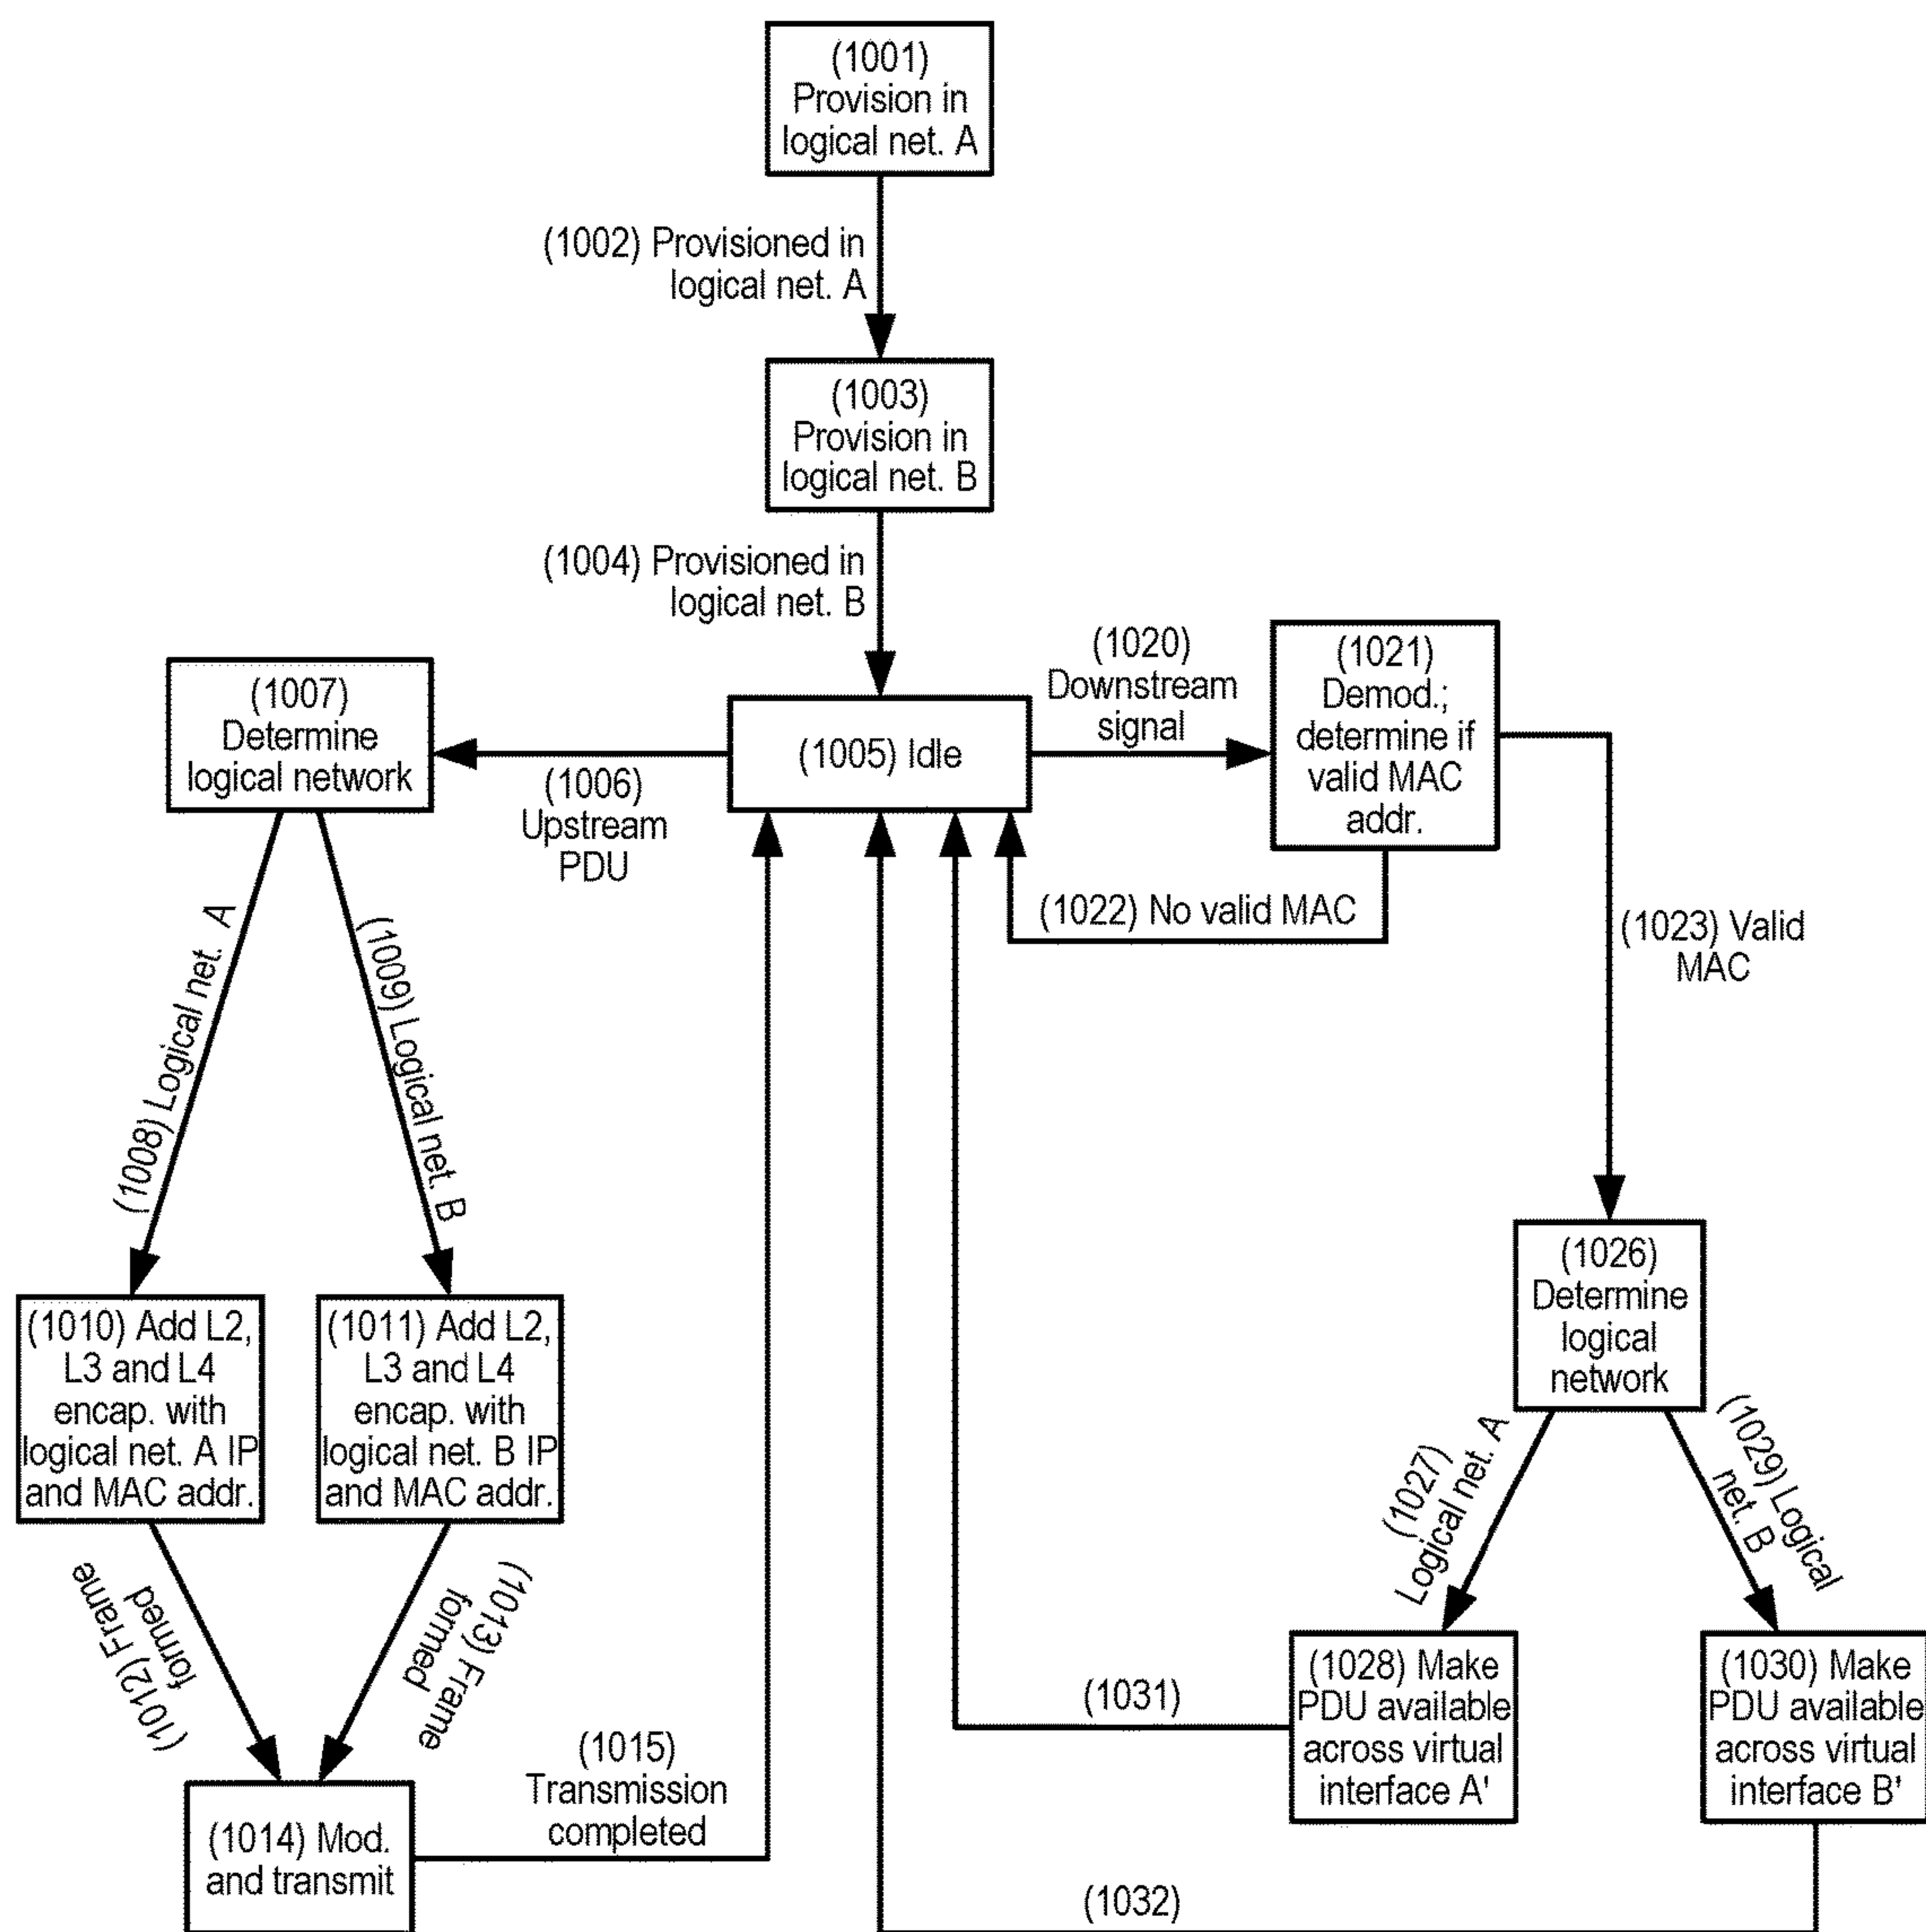 (1001)
Provision in
logical net. A
(1002) Provisioned in
logical net. A
(1003)
Provision in
logical net. B
(1004) Provisioned in
logical net. B
(1005) Idle
(1006)
Upstream
PDU
(1007)
Determine
logical network
(1008) Logical net. A
(1009) Logical net. B
(1010) Add L2,
L3 and L4
encap. with
logical net. A IP
and MAC addr.
(1011) Add L2,
L3 and L4
encap. with
logical net. B IP
and MAC addr.
(1012) Frame
formed
(1013) Frame
formed
(1014) Mod.
and transmit
(1015)
Transmission
completed
(1020)
Downstream
signal
(1021)
Demod.;
determine if
valid MAC
addr.
(1022) No valid MAC
(1023) Valid
MAC
(1026)
Determine
logical
network
(1027)
Logical net. A
(1029) Logical
net. B
(1028) Make
PDU available
across virtual
interface A'
(1030) Make
PDU available
across virtual
interface B'
(1031)
(1032)